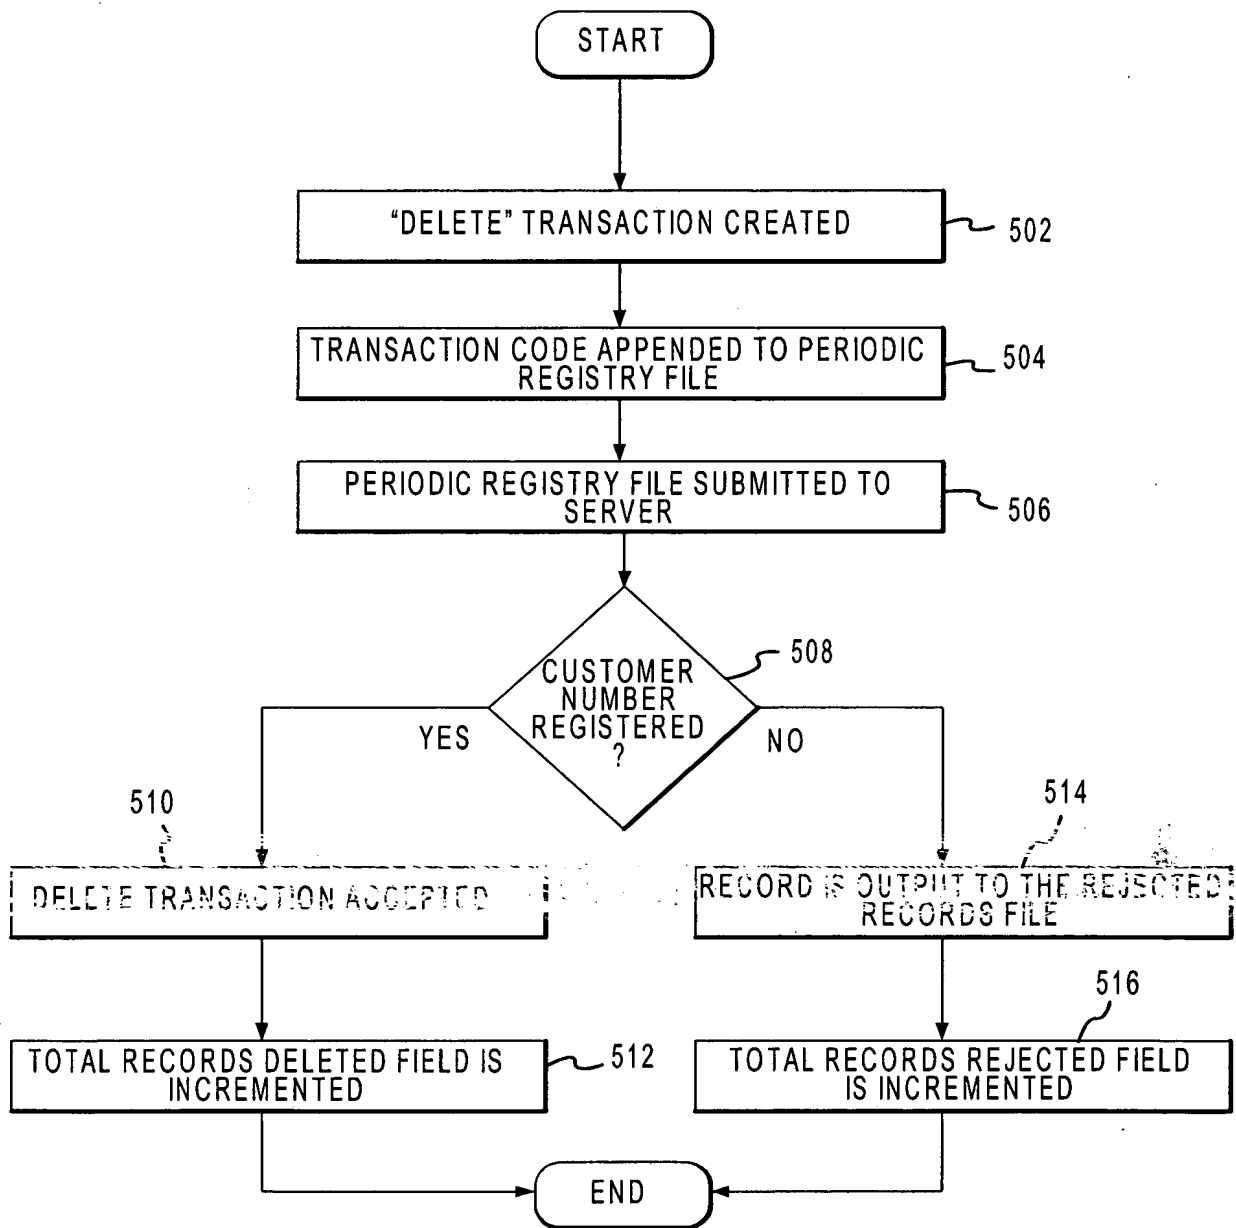 START
“DELETE” TRANSACTION CREATED
502
TRANSACTION CODE APPENDED TO PERIODIC
REGISTRY FILE
504
PERIODIC REGISTRY FILE SUBMITTED TO
SERVER
506
CUSTOMER
NUMBER
REGISTERED
?
508
YES
NO
510
DELETE TRANSACTION ACCEPTED
514
RECORD IS OUTPUT TO THE REJECTED
RECORDS FILE
TOTAL RECORDS DELETED FIELD IS
INCREMENTED
512
516
TOTAL RECORDS REJECTED FIELD
IS INCREMENTED
END